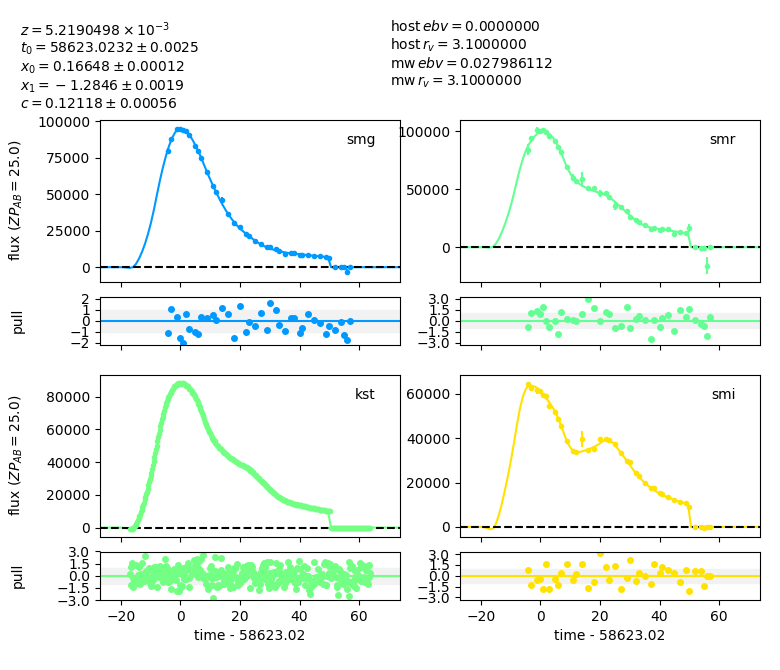 z = 5.2190498 × 10⁻³
t₀ = 58623.0232 ± 0.0025
x₀ = 0.16648 ± 0.00012
x₁ = −1.2846 ± 0.0019
c = 0.12118 ± 0.00056
host ebv = 0.0000000
host r_v = 3.1000000
mw ebv = 0.027986112
mw r_v = 3.1000000
flux (ZP_AB = 25.0)
100000
75000
50000
25000
0
smg
100000
50000
0
smr
pull
2
1
0
−1
−2
3.0
1.5
0.0
−1.5
−3.0
flux (ZP_AB = 25.0)
80000
60000
40000
20000
0
kst
60000
40000
20000
0
smi
pull
3.0
1.5
0.0
−1.5
−3.0
−20 0 20 40 60
time - 58623.02
3.0
1.5
0.0
−1.5
−3.0
−20 0 20 40 60
time - 58623.02